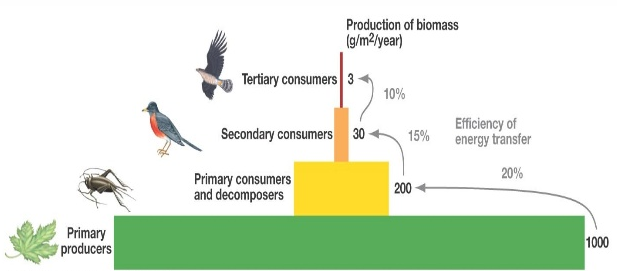 Production of biomass
(g/m2/year)
Tertiary consumers 3
10%
Secondary consumers 30
15%
Efficiency of
energy transfer
Primary consumers
and decomposers
200
20%
Primary
producers
1000